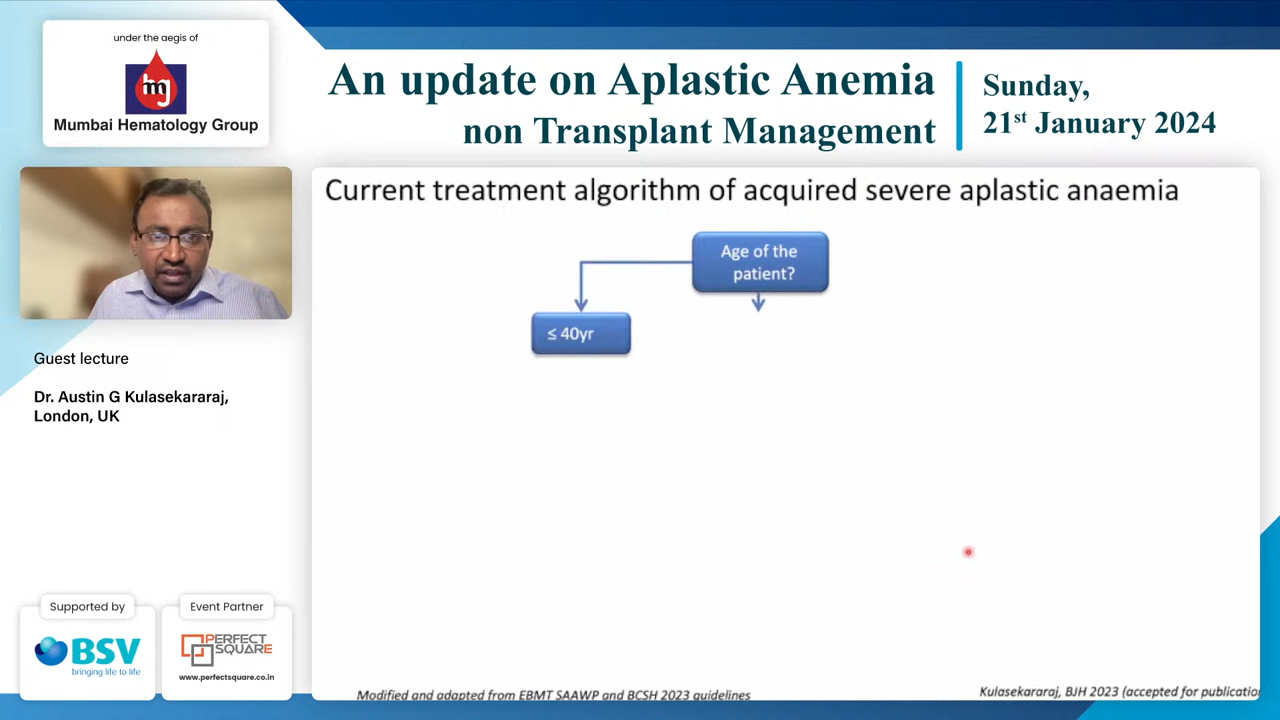 under the aegis of
mg
Mumbai Hematology Group
An update on Aplastic Anemia
non Transplant Management
Sunday,
21st January 2024
Guest lecture
Dr. Austin G Kulasekararaj,
London, UK
Current treatment algorithm of acquired severe aplastic anaemia
Age of the
patient?
≤ 40yr
Modified and adapted from EBMT SAAWP and BCSH 2023 guidelines
Kulasekararaj, BJH 2023 (accepted for publicatio
Supported by
BSV
bringing life to life
Event Partner
PERFECT
SQUARE
www.perfectsquare.co.in